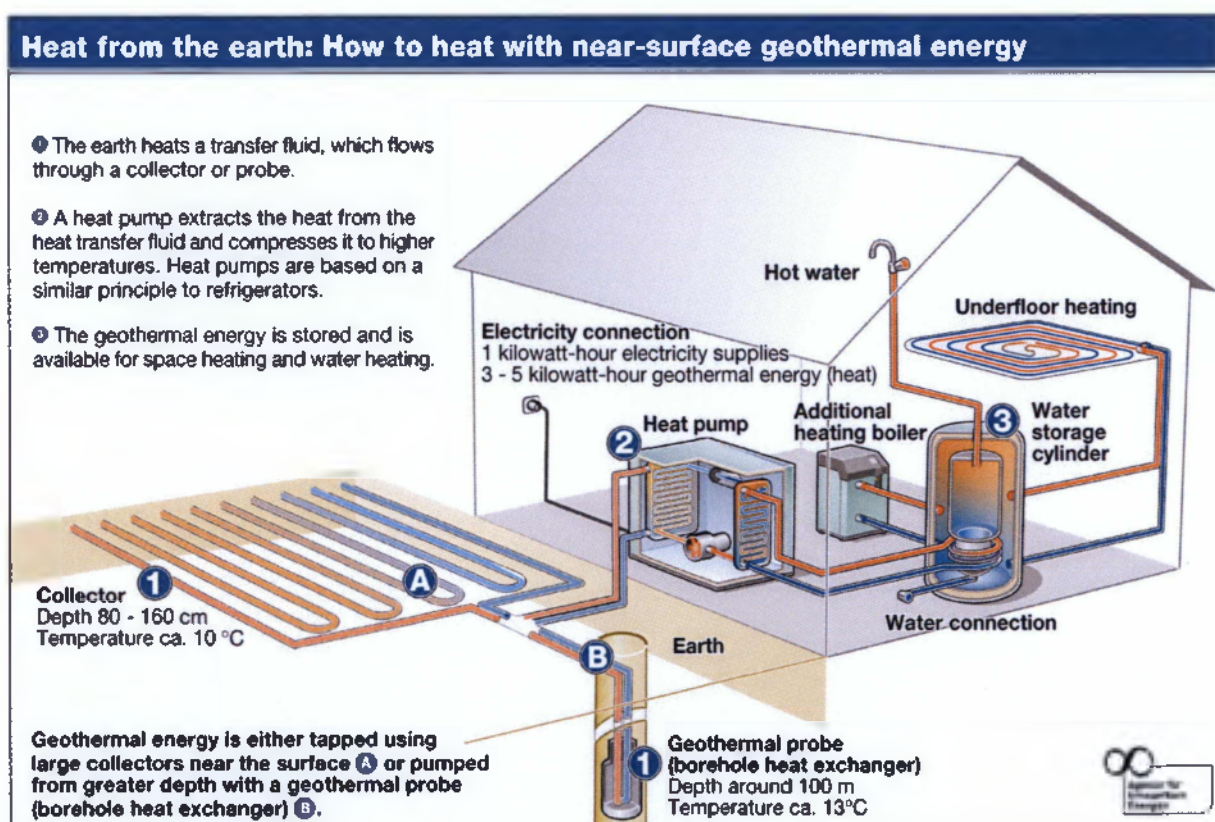 Heat from the earth: How to heat with near-surface geothermal energy
1 The earth heats a transfer fluid, which flows
through a collector or probe.
2 A heat pump extracts the heat from the
heat transfer fluid and compresses it to higher
temperatures. Heat pumps are based on a
similar principle to refrigerators.
3 The geothermal energy is stored and is
available for space heating and water heating.
Hot water
Underfloor heating
Electricity connection
1 kilowatt-hour electricity supplies
3 - 5 kilowatt-hour geothermal energy (heat)
Heat pump
2
Additional
heating boiler
3
Water
storage
cylinder
1
A
Collector
Depth 80 - 160 cm
Temperature ca. 10 °C
Water connection
B
Earth
Geothermal energy is either tapped using
large collectors near the surface A or pumped
from greater depth with a geothermal probe
(borehole heat exchanger) B.
1
Geothermal probe
(borehole heat exchanger)
Depth around 100 m
Temperature ca. 13°C